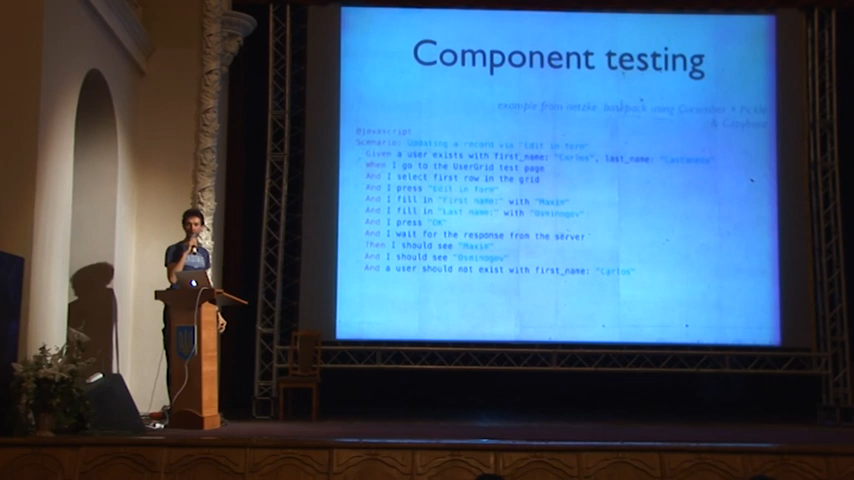 Component testing
example from netzke basepack using Cucumber + Pickle
& Capybara
@javascript
Scenario: Updating a record via "Edit in form"
Given a user exists with first_name: "Carlos", last_name: "Castaneda"
When I go to the UserGrid test page
And I select first row in the grid
And I press "Edit in form"
And I fill in "First name:" with "Maxim"
And I fill in "Last name:" with "Osminogov"
And I press "OK"
And I wait for the response from the server
Then I should see "Maxim"
And I should see "Osminogov"
And a user should not exist with first_name: "Carlos"